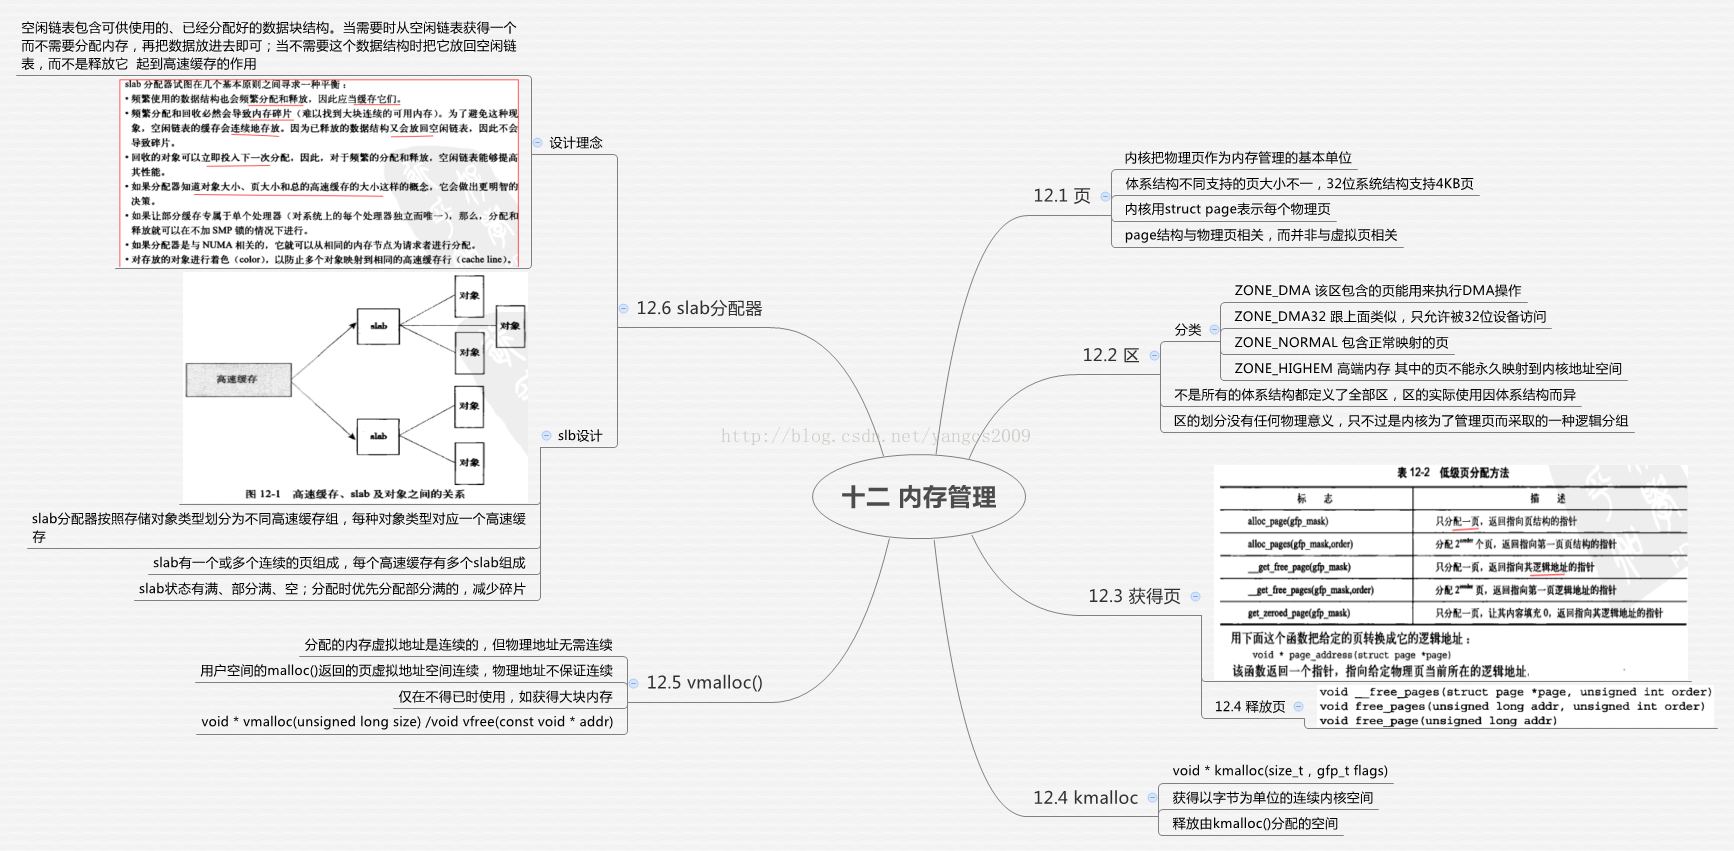 十二 内存管理
12.1 页
内核把物理页作为内存管理的基本单位
体系结构不同支持的页大小不一，32位系统结构支持4KB页
内核用struct page表示每个物理页
page结构与物理页相关，而并非与虚拟页相关
12.2 区
分类
ZONE_DMA 该区包含的页能用来执行DMA操作
ZONE_DMA32 跟上面类似，只允许被32位设备访问
ZONE_NORMAL 包含正常映射的页
ZONE_HIGHEM 高端内存 其中的页不能永久映射到内核地址空间
不是所有的体系结构都定义了全部区，区的实际使用因体系结构而异
区的划分没有任何物理意义，只不过是内核为了管理页而采取的一种逻辑分组
12.3 获得页
表 12-2 低级页分配方法
标 志 描 述
alloc_page(gfp_mask) 只分配一页，返回指向页结构的指针
alloc_pages(gfp_mask,order) 分配 2^order 个页，返回指向第一页页结构的指针
__get_free_page(gfp_mask) 只分配一页，返回指向其逻辑地址的指针
__get_free_pages(gfp_mask,order) 分配 2^order 页，返回指向第一页逻辑地址的指针
get_zeroed_page(gfp_mask) 只分配一页，让其内容填充 0，返回指向其逻辑地址的指针
用下面这个函数把给定的页转换成它的逻辑地址：
void * page_address(struct page *page)
该函数返回一个指针，指向给定物理页当前所在的逻辑地址.
12.4 释放页
void __free_pages(struct page *page, unsigned int order)
void free_pages(unsigned long addr, unsigned int order)
void free_page(unsigned long addr)
12.4 kmalloc
void * kmalloc(size_t，gfp_t flags)
获得以字节为单位的连续内核空间
释放由kmalloc()分配的空间
12.5 vmalloc()
分配的内存虚拟地址是连续的，但物理地址无需连续
用户空间的malloc()返回的页虚拟地址空间连续，物理地址不保证连续
仅在不得已时使用，如获得大块内存
void * vmalloc(unsigned long size) /void vfree(const void * addr)
12.6 slab分配器
设计理念
空闲链表包含可供使用的、已经分配好的数据块结构。当需要时从空闲链表获得一个
而不需要分配内存，再把数据放进去即可；当不需要这个数据结构时把它放回空闲链
表，而不是释放它 起到高速缓存的作用
slab 分配器试图在几个基本原则之间寻求一种平衡：
• 频繁使用的数据结构也会频繁分配和释放，因此应当缓存它们。
• 频繁分配和回收必然会导致内存碎片（难以找到大块连续的可用内存）。为了避免这种现
象，空闲链表的缓存会连续地存放。因为已释放的数据结构又会放回空闲链表，因此不会
导致碎片。
• 回收的对象可以立即投入下一次分配，因此，对于频繁的分配和释放，空闲链表能够提高
其性能。
• 如果分配器知道对象大小、页大小和总的高速缓存的大小这样的概念，它会做出更明智的
决策。
• 如果让部分缓存专属于单个处理器（对系统上的每个处理器独立而唯一），那么，分配和
释放就可以在不加 SMP 锁的情况下进行。
• 如果分配器是与 NUMA 相关的，它就可以从相同的内存节点为请求者进行分配。
• 对存放的对象进行着色（color），以防止多个对象映射到相同的高速缓存行（cache line）。
slb设计
高速缓存
slab
slab
对象
对象
对象
对象
对象
图 12-1 高速缓存、slab 及对象之间的关系
slab分配器按照存储对象类型划分为不同高速缓存组，每种对象类型对应一个高速缓
存
slab有一个或多个连续的页组成，每个高速缓存有多个slab组成
slab状态有满、部分满、空；分配时优先分配部分满的，减少碎片
http://blog.csdn.net/yangcs2009